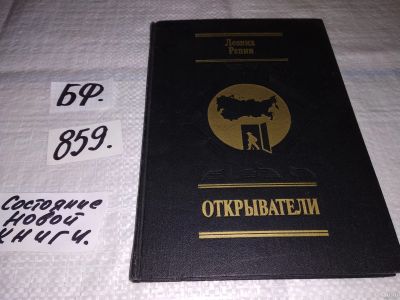 БФ.
859.
Состояние
новой
книги.
Леонид
Репин
ОТКРЫВАТЕЛИ